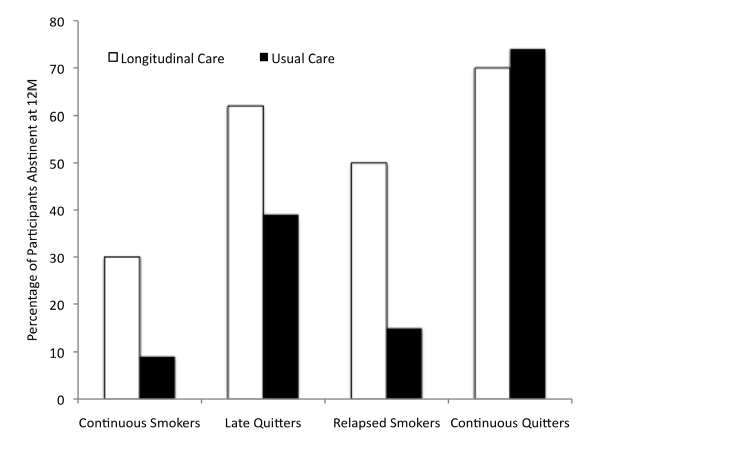 Percentage of Participants Abstinent at 12M
80
70
60
50
40
30
20
10
0
Longitudinal Care
Usual Care
Continuous Smokers
Late Quitters
Relapsed Smokers
Continuous Quitters